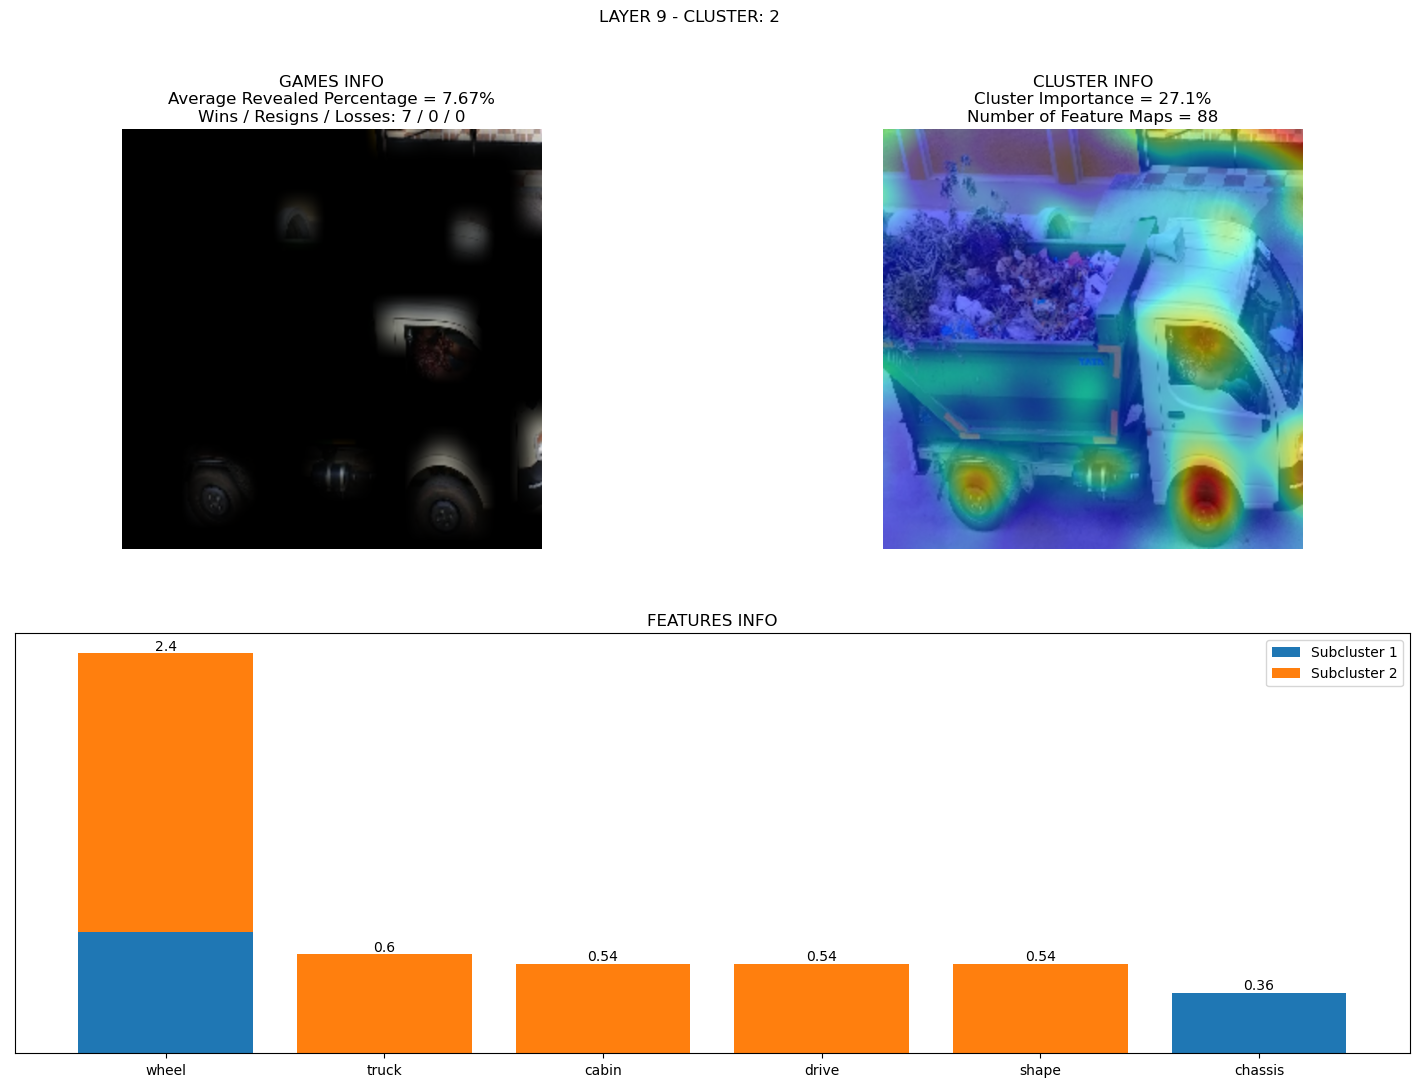 LAYER 9 - CLUSTER: 2
GAMES INFO
Average Revealed Percentage = 7.67%
Wins / Resigns / Losses: 7 / 0 / 0
CLUSTER INFO
Cluster Importance = 27.1%
Number of Feature Maps = 88
FEATURES INFO
Subcluster 1
Subcluster 2
2.4
0.6
0.54
0.54
0.54
0.36
wheel
truck
cabin
drive
shape
chassis